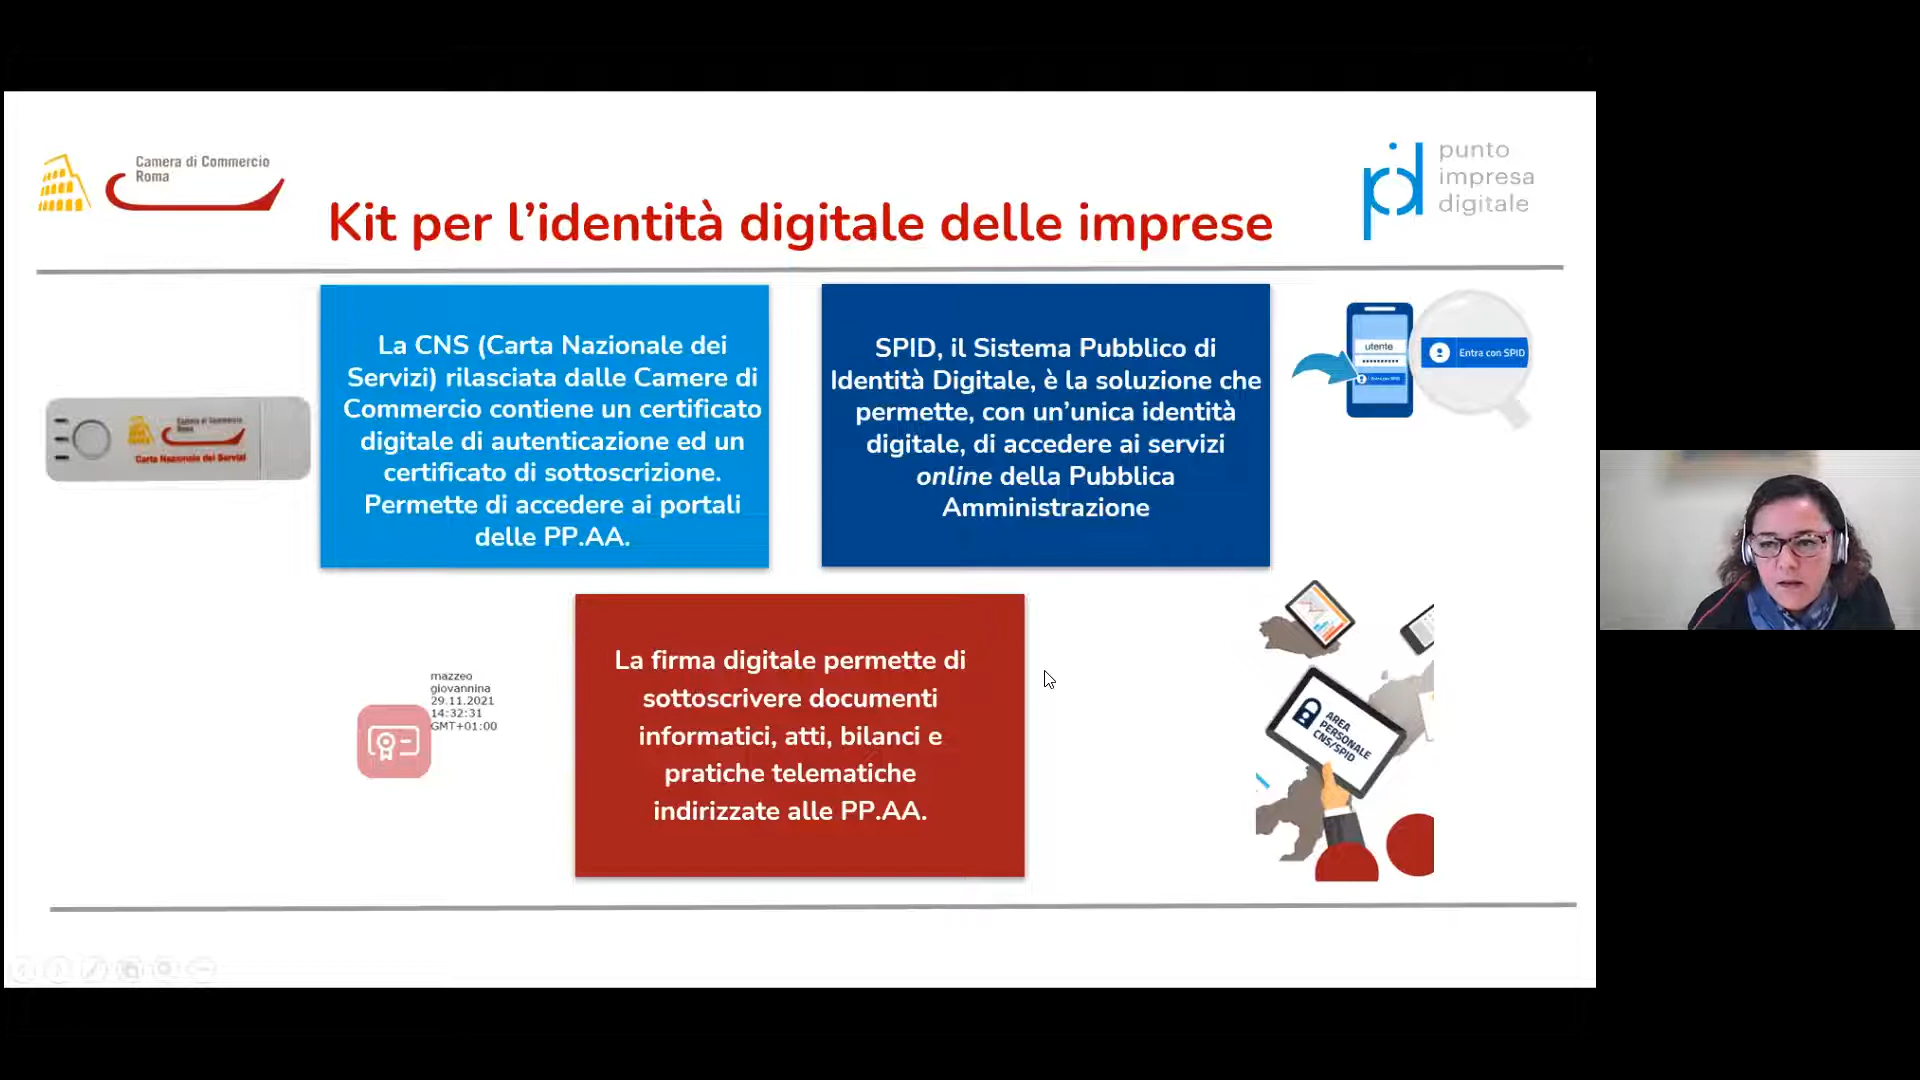 Camera di Commercio
Roma
punto
impresa
digitale
Kit per l’identità digitale delle imprese
La CNS (Carta Nazionale dei
Servizi) rilasciata dalle Camere di
Commercio contiene un certificato
digitale di autenticazione ed un
certificato di sottoscrizione.
Permette di accedere ai portali
delle PP.AA.
SPID, il Sistema Pubblico di
Identità Digitale, è la soluzione che
permette, con un’unica identità
digitale, di accedere ai servizi
online della Pubblica
Amministrazione
utente
Entra con SPID
Camera di Commercio
Roma
Carta Nazionale dei Servizi
La firma digitale permette di
sottoscrivere documenti
informatici, atti, bilanci e
pratiche telematiche
indirizzate alle PP.AA.
mazzeo
giovannina
29.11.2021
14:32:31
GMT+01:00
AREA
PERSONALE
CNS/SPID